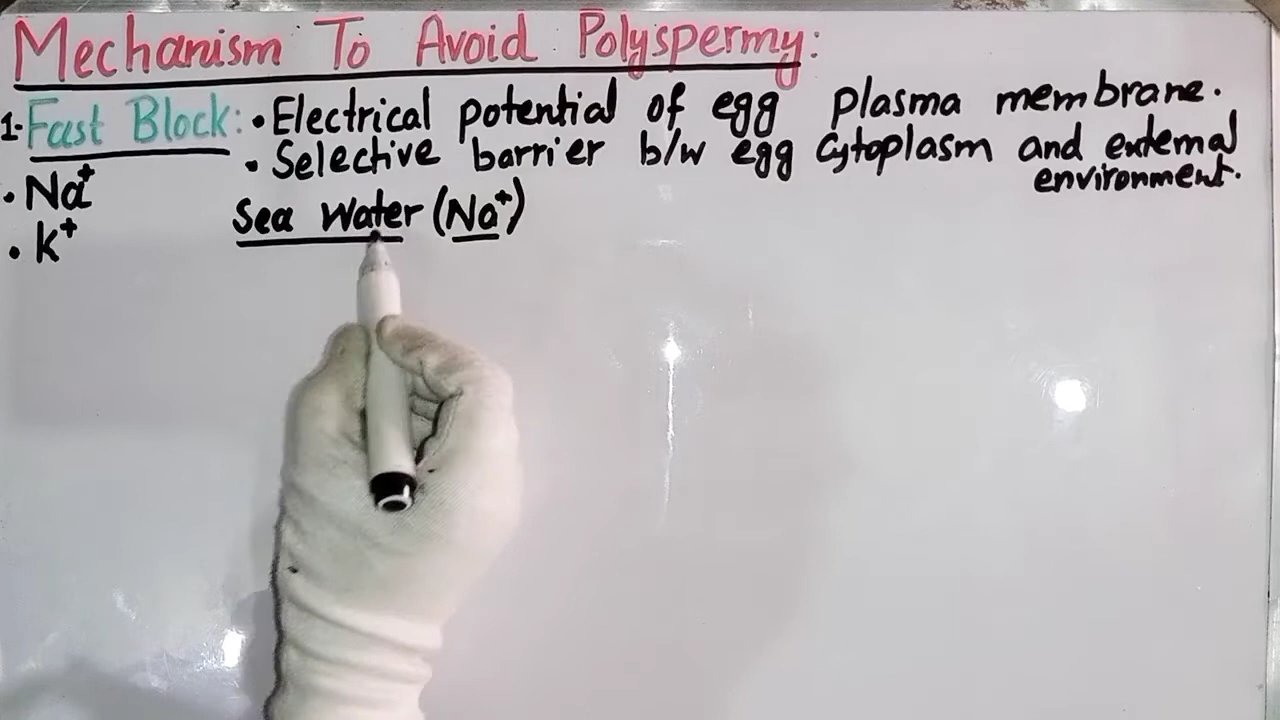 Mechanism To Avoid Polyspermy:
1- Fast Block: • Electrical potential of egg plasma membrane.
• Selective barrier b/w egg cytoplasm and external environment.
• Na⁺
Sea Water (Na⁺)
• K⁺